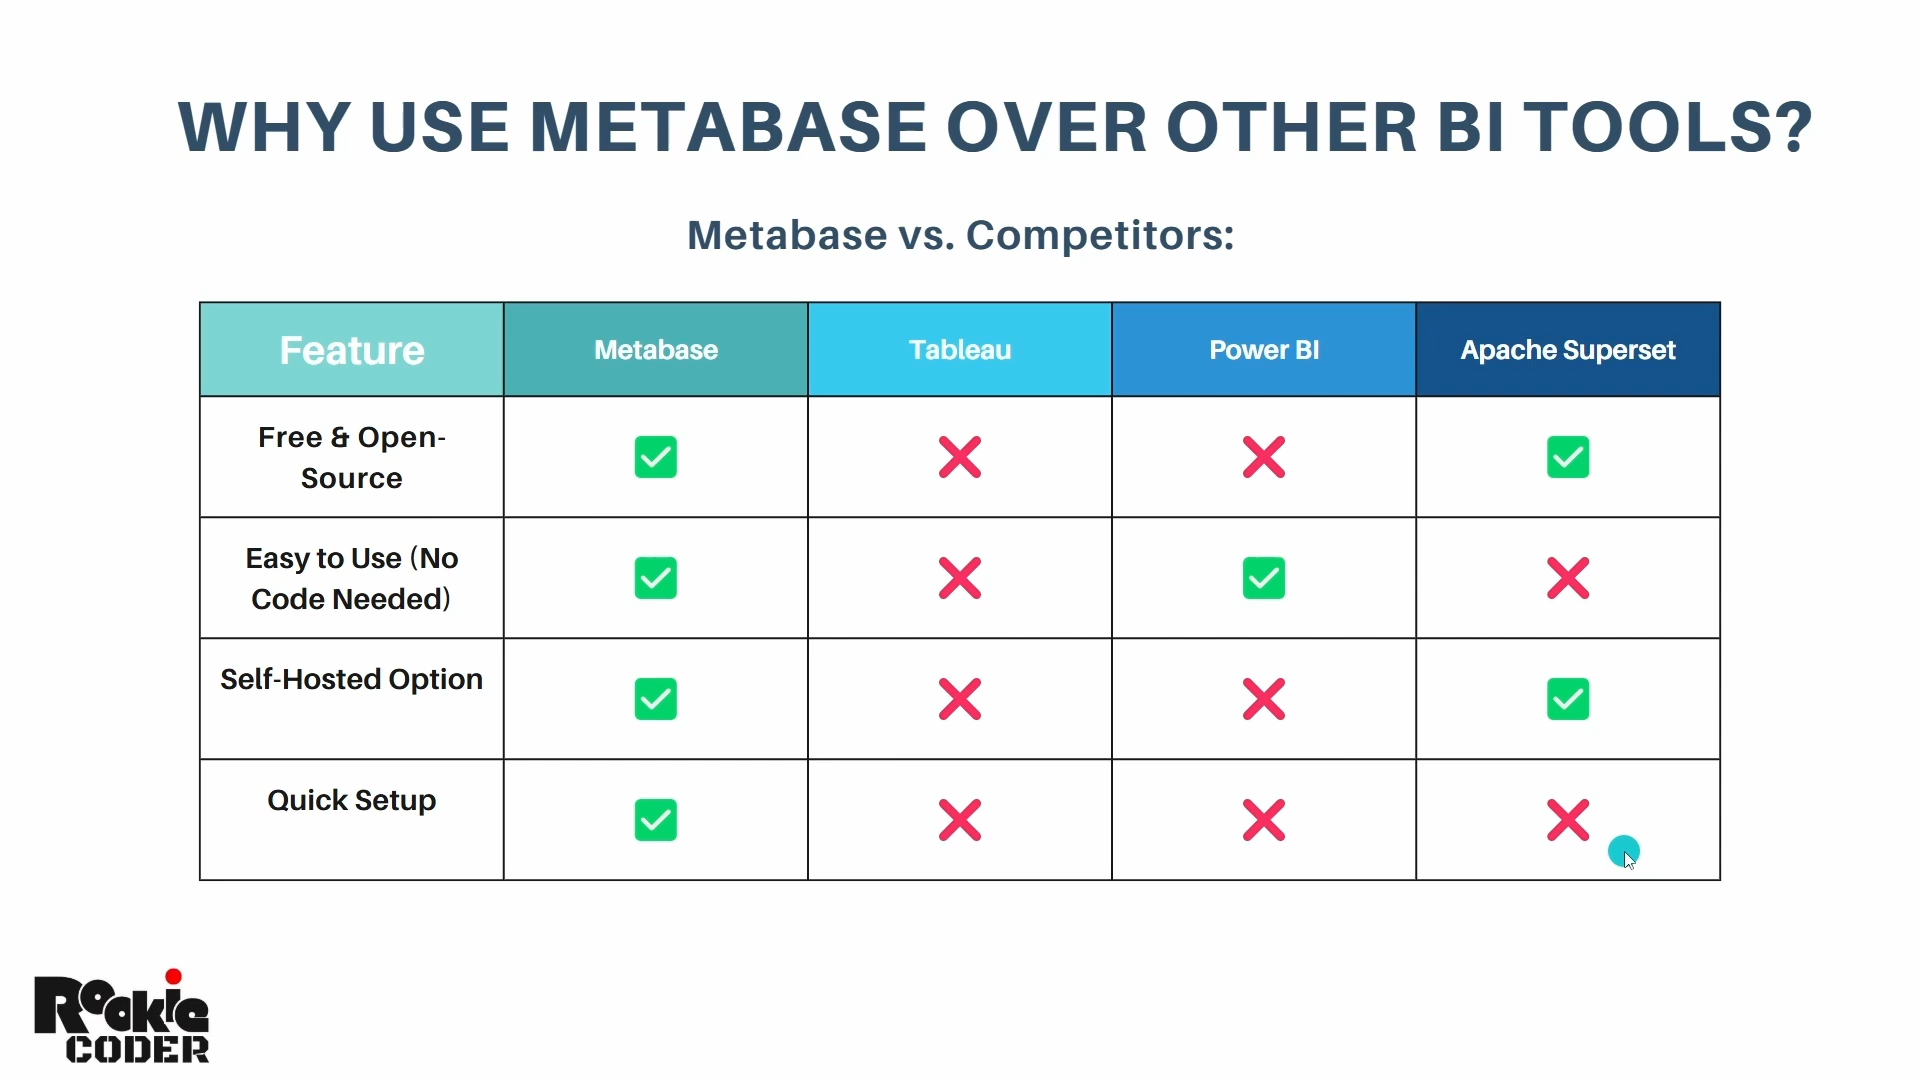 WHY USE METABASE OVER OTHER BI TOOLS?
Metabase vs. Competitors:
Feature
Metabase
Tableau
Power BI
Apache Superset
Free & Open-
Source
Easy to Use (No
Code Needed)
Self-Hosted Option
Quick Setup
Rookie
CODER